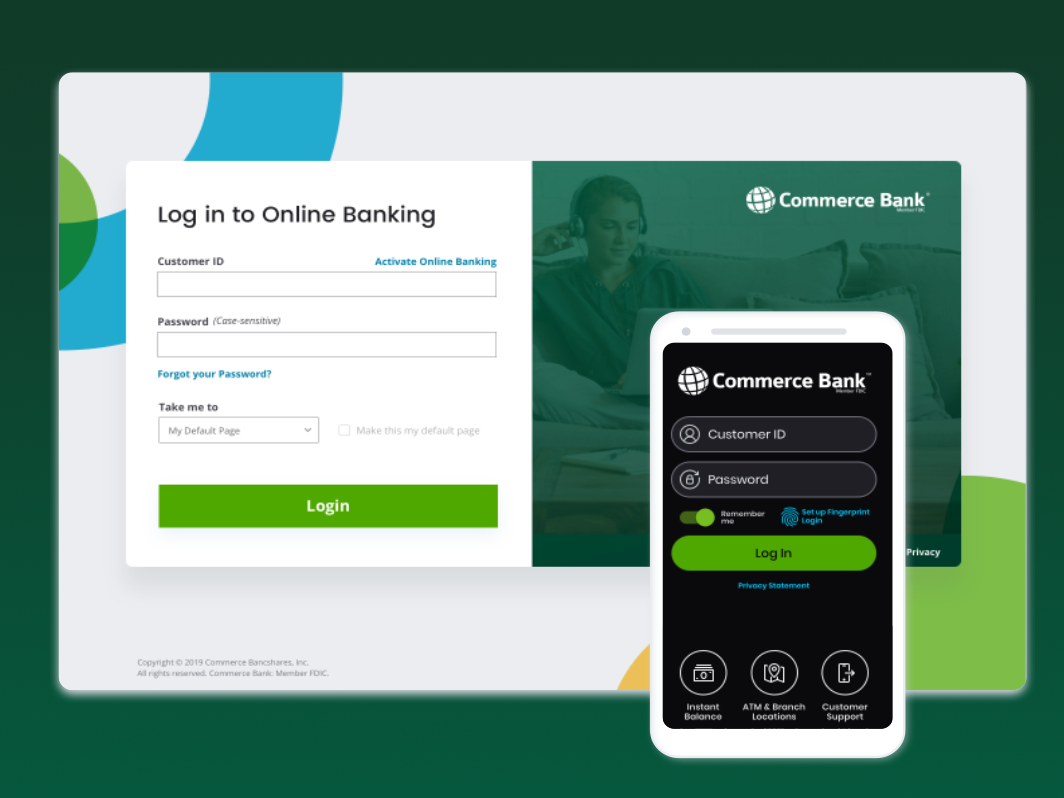 Log in to Online Banking
Customer ID
Activate Online Banking
Password (Case-sensitive)
Forgot your Password?
Take me to
My Default Page
Make this my default page
Login
Commerce Bank
Member FDIC
Privacy
Copyright © 2019 Commerce Bancshares, Inc.
All rights reserved. Commerce Bank: Member FDIC.
Commerce Bank™
Member FDIC
Customer ID
Password
Remember
me
Set up Fingerprint
Login
Log In
Privacy Statement
Instant
Balance
ATM & Branch
Locations
Customer
Support